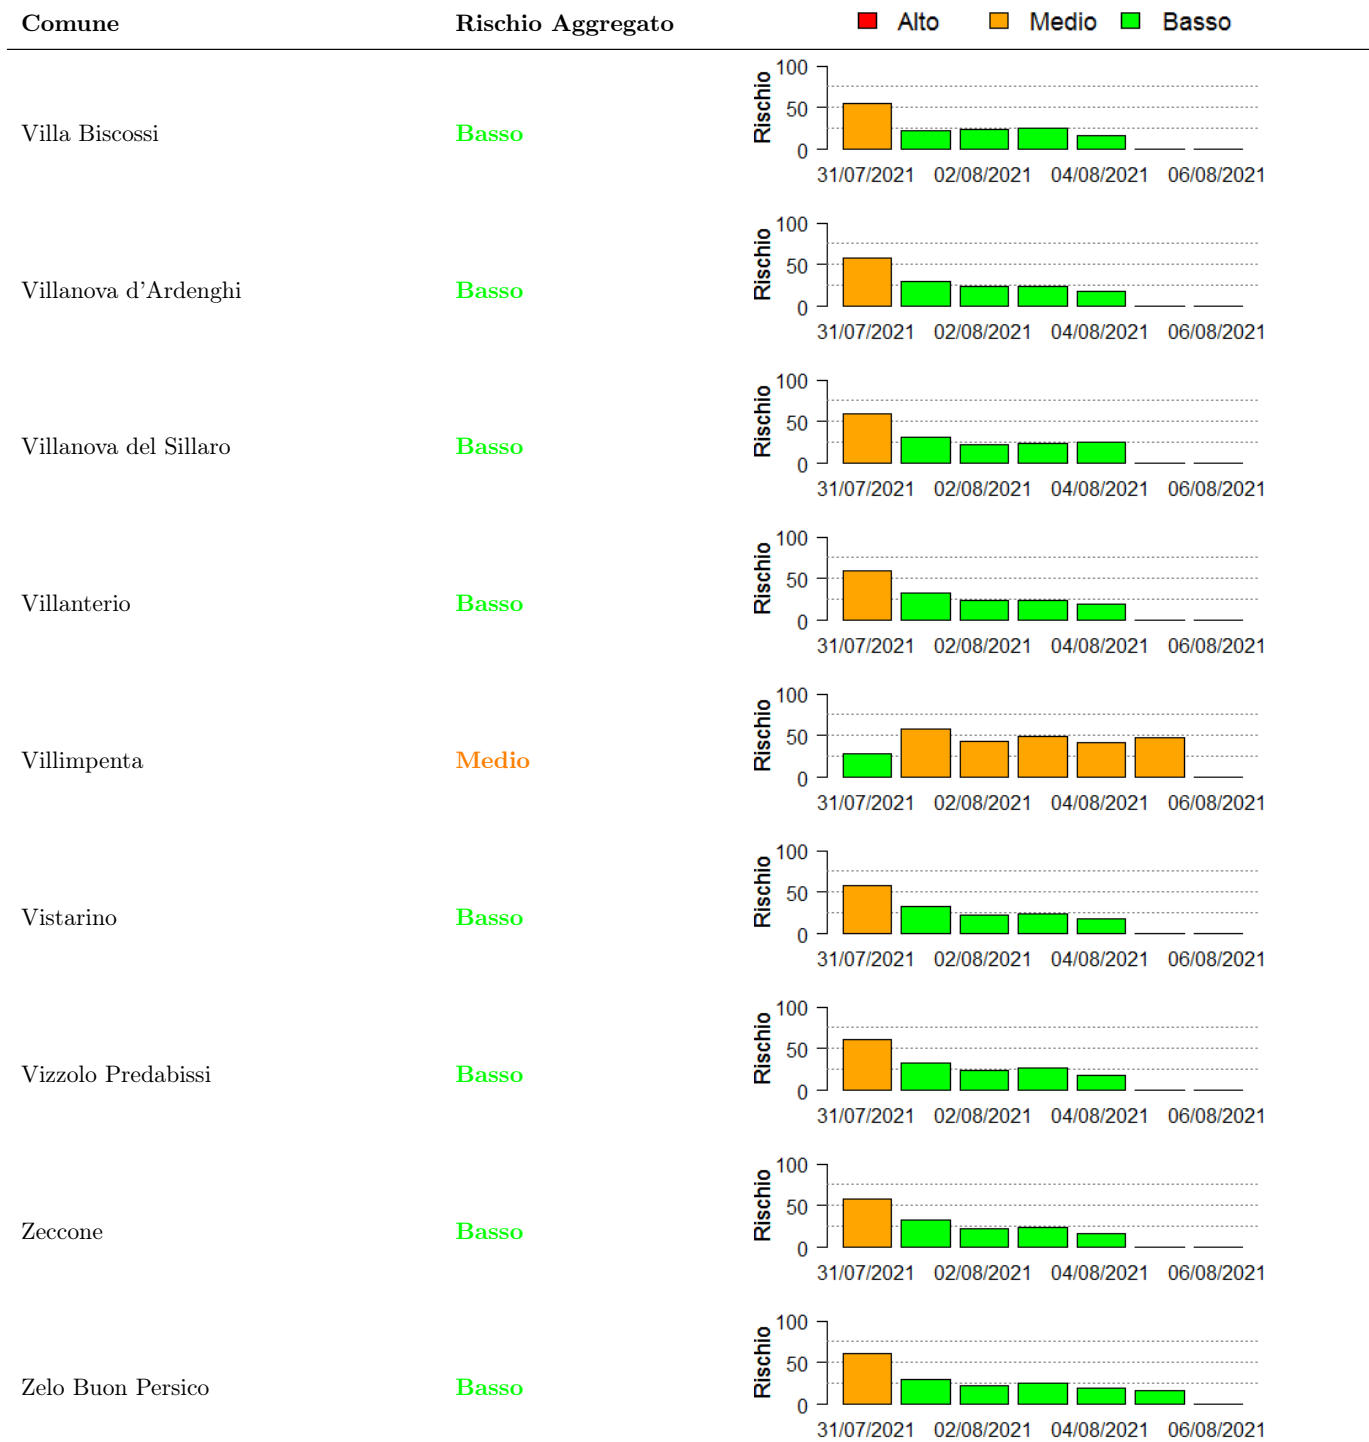 Comune Rischio Aggregato Alto Medio Basso
Villa Biscossi Basso
Rischio
100
50
0
31/07/2021 02/08/2021 04/08/2021 06/08/2021
Villanova d'Ardenghi Basso
Rischio
100
50
0
31/07/2021 02/08/2021 04/08/2021 06/08/2021
Villanova del Sillaro Basso
Rischio
100
50
0
31/07/2021 02/08/2021 04/08/2021 06/08/2021
Villanterio Basso
Rischio
100
50
0
31/07/2021 02/08/2021 04/08/2021 06/08/2021
Villimpenta Medio
Rischio
100
50
0
31/07/2021 02/08/2021 04/08/2021 06/08/2021
Vistarino Basso
Rischio
100
50
0
31/07/2021 02/08/2021 04/08/2021 06/08/2021
Vizzolo Predabissi Basso
Rischio
100
50
0
31/07/2021 02/08/2021 04/08/2021 06/08/2021
Zeccone Basso
Rischio
100
50
0
31/07/2021 02/08/2021 04/08/2021 06/08/2021
Zelo Buon Persico Basso
Rischio
100
50
0
31/07/2021 02/08/2021 04/08/2021 06/08/2021